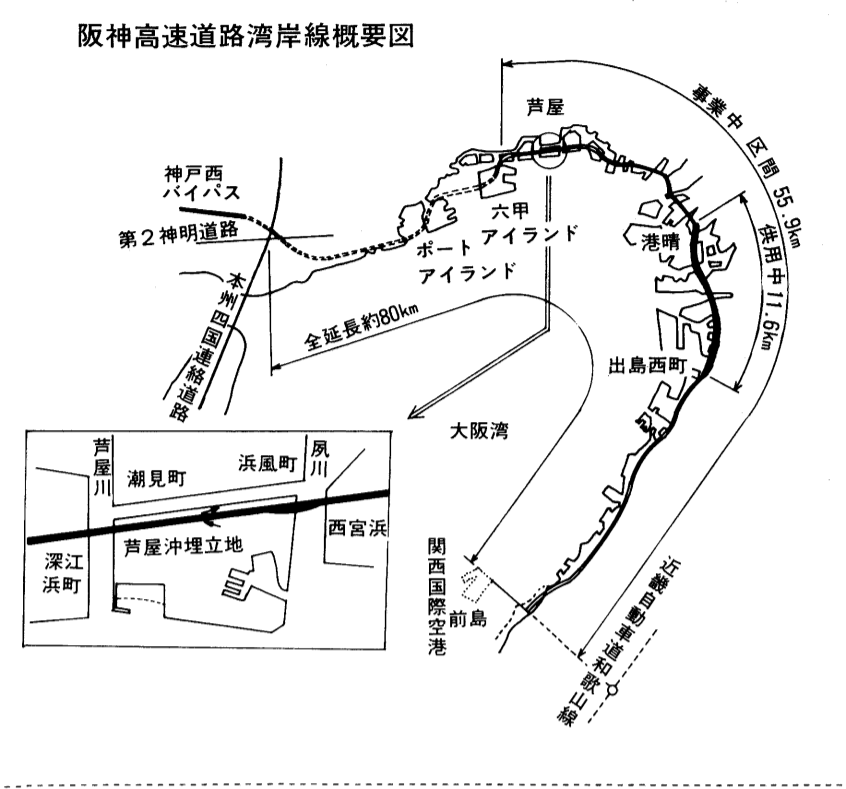 阪神高速道路湾岸線概要図
芦屋
事業中区間55.9km
供用中11.6km
神戸西
バイパス
第2神明道路
六甲
アイランド
ポート
アイランド
港晴
本州四国連絡道路
全延長約80km
出島西町
大阪湾
芦屋川
潮見町
浜風町
夙川
西宮浜
芦屋沖埋立地
深江
浜町
関西国際空港
前島
近畿自動車道和歌山線